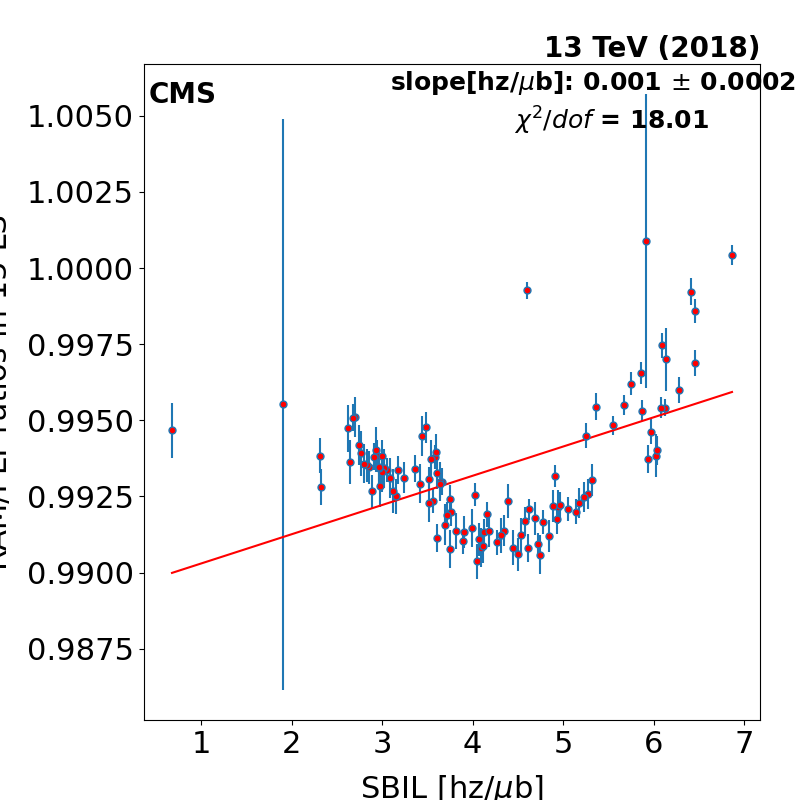 13 TeV (2018)
CMS
slope[hz/μb]: 0.001 ± 0.0002
χ²/dof = 18.01
1.0050
1.0025
1.0000
0.9975
0.9950
0.9925
0.9900
0.9875
1 2 3 4 5 6 7
SBIL [hz/μb]